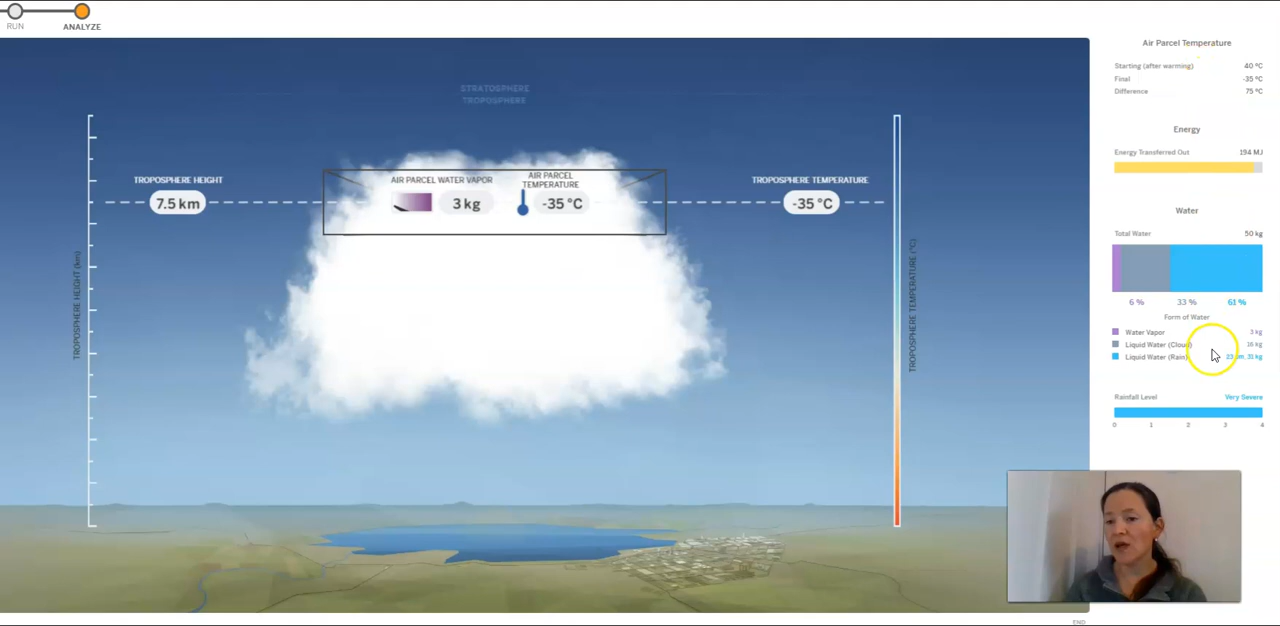 RUN
ANALYZE
STRATOSPHERE
TROPOSPHERE
TROPOSPHERE HEIGHT
7.5 km
AIR PARCEL WATER VAPOR
3 kg
AIR PARCEL
TEMPERATURE
-35 °C
TROPOSPHERE TEMPERATURE
-35 °C
TROPOSPHERE HEIGHT (km)
TROPOSPHERE TEMPERATURE (°C)
Air Parcel Temperature
Starting (after warming) 40 °C
Final -35 °C
Difference 75 °C
Energy
Energy Transferred Out 194 MJ
Water
Total Water 50 kg
6 % 33 % 61 %
Form of Water
Water Vapor 3 kg
Liquid Water (Cloud) 16 kg
Liquid Water (Rain) 31 kg
Rainfall Level Very Severe
0 1 2 3 4
END